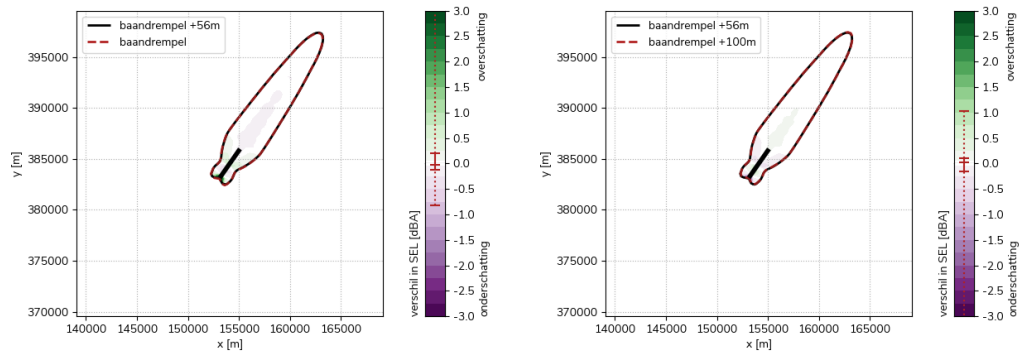 baandrempel +56m
baandrempel
395000
390000
385000
380000
375000
370000
y [m]
140000 145000 150000 155000 160000 165000
x [m]
3.0
2.5
2.0
1.5
1.0
0.5
0.0
-0.5
-1.0
-1.5
-2.0
-2.5
-3.0
verschil in SEL [dBA]
overschatting
onderschatting
baandrempel +56m
baandrempel +100m
395000
390000
385000
380000
375000
370000
y [m]
140000 145000 150000 155000 160000 165000
x [m]
3.0
2.5
2.0
1.5
1.0
0.5
0.0
-0.5
-1.0
-1.5
-2.0
-2.5
-3.0
verschil in SEL [dBA]
overschatting
onderschatting